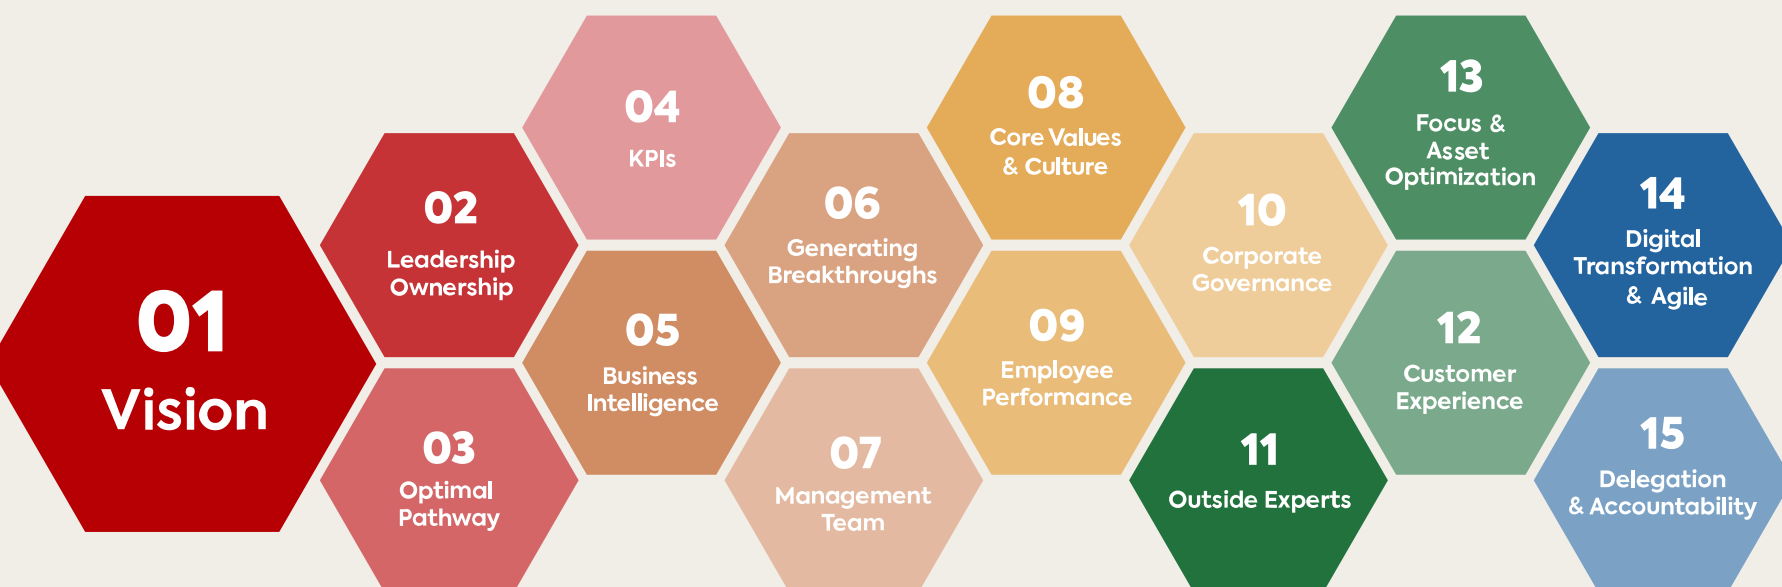 01
Vision
02
Leadership
Ownership
03
Optimal
Pathway
04
KPIs
05
Business
Intelligence
06
Generating
Breakthroughs
07
Management
Team
08
Core Values
& Culture
09
Employee
Performance
10
Corporate
Governance
11
Outside Experts
12
Customer
Experience
13
Focus &
Asset
Optimization
14
Digital
Transformation
& Agile
15
Delegation
& Accountability